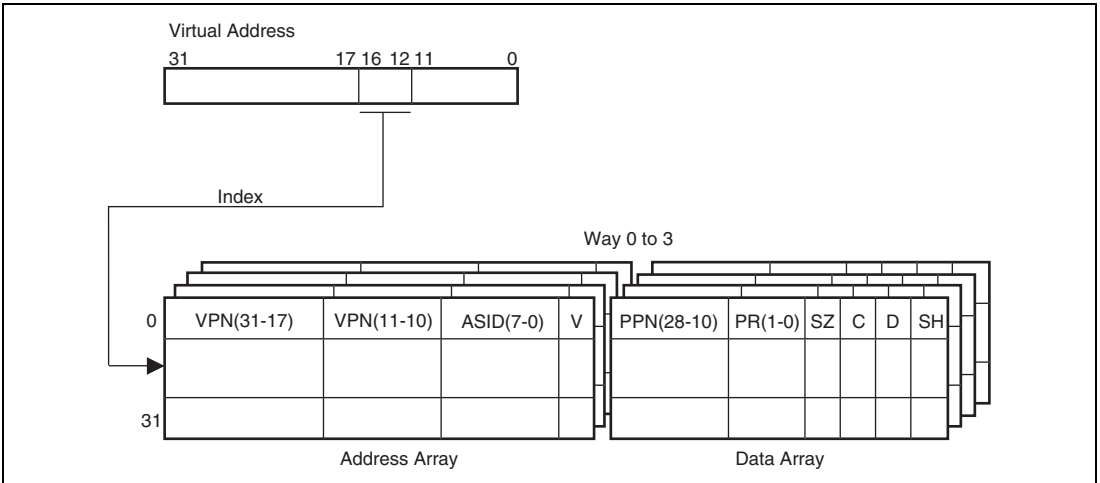 Virtual Address
31 17 16 12 11 0
Index
Way 0 to 3
0 VPN(31-17) VPN(11-10) ASID(7-0) V PPN(28-10) PR(1-0) SZ C D SH
31
Address Array Data Array